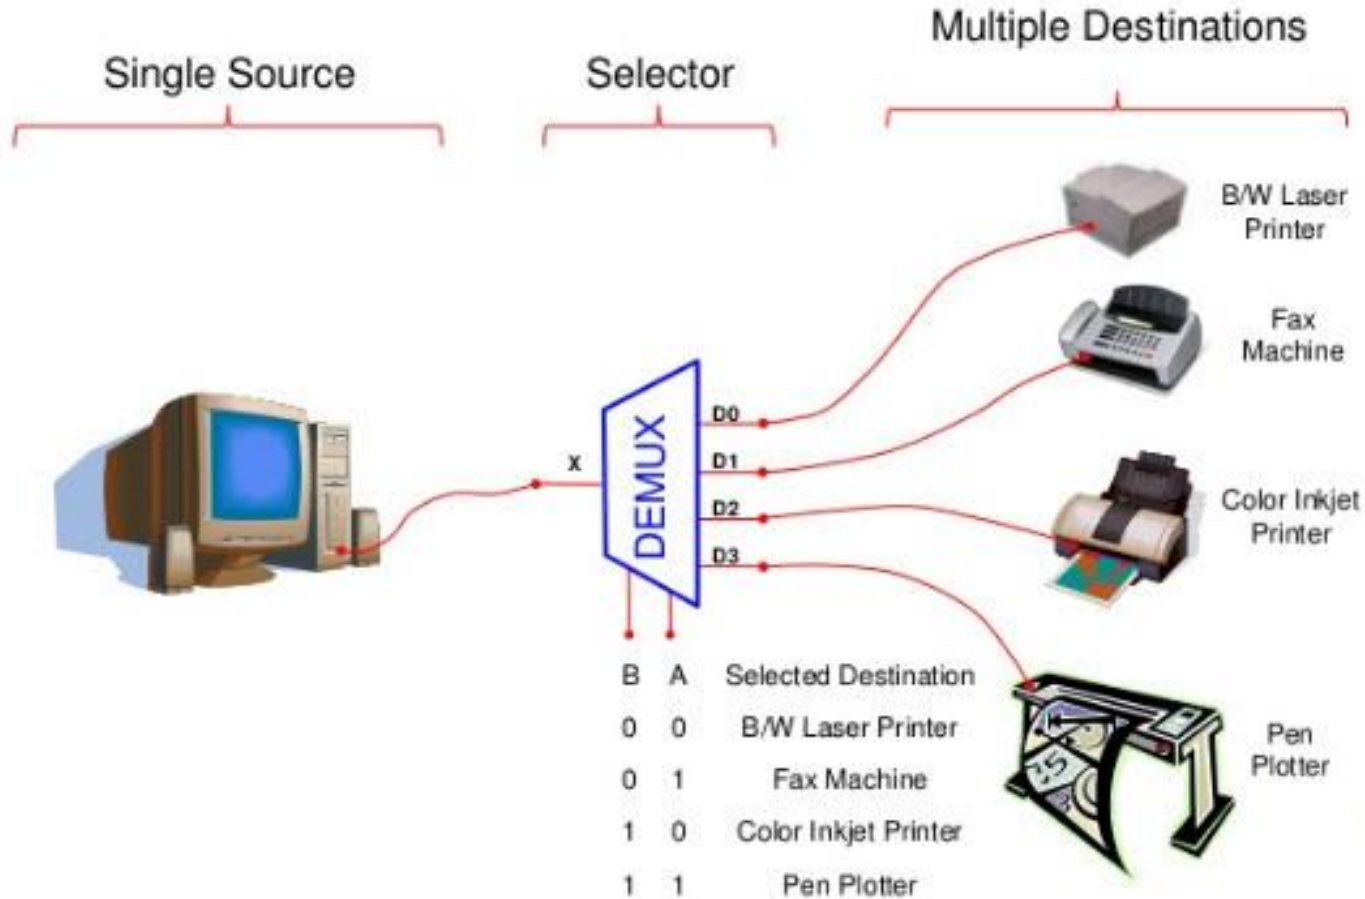 Single Source
Selector
Multiple Destinations
B/W Laser
Printer
Fax
Machine
Color Inkjet
Printer
Pen
Plotter
X
DEMUX
D0
D1
D2
D3
B A Selected Destination
0 0 B/W Laser Printer
0 1 Fax Machine
1 0 Color Inkjet Printer
1 1 Pen Plotter